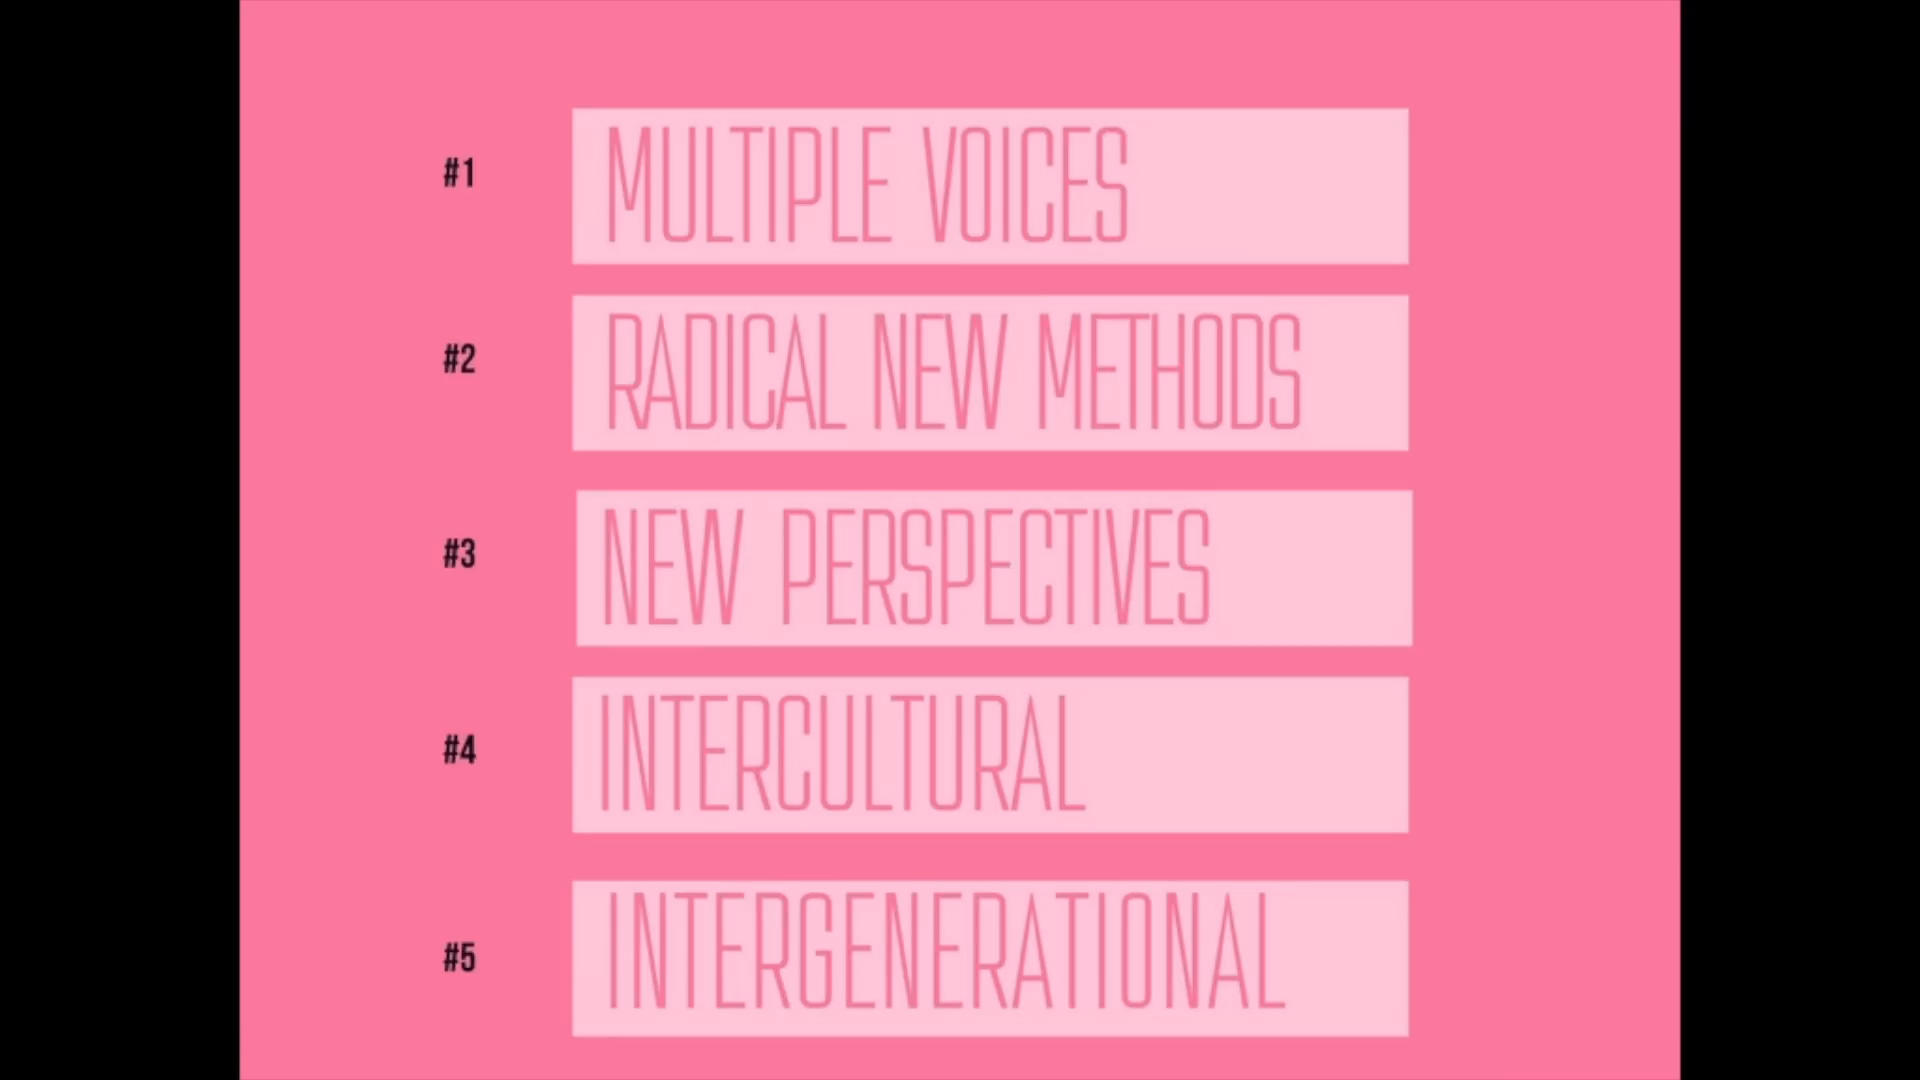 #1 MULTIPLE VOICES
#2 RADICAL NEW METHODS
#3 NEW PERSPECTIVES
#4 INTERCULTURAL
#5 INTERGENERATIONAL